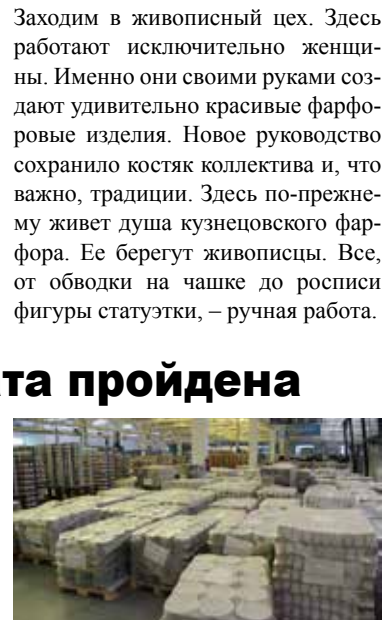 Заходим в живописный цех. Здесь
работают исключительно женщи-
ны. Именно они своими руками соз-
дают удивительно красивые фарфо-
ровые изделия. Новое руководство
сохранило костяк коллектива и, что
важно, традиции. Здесь по-прежне-
му живет душа кузнецовского фар-
фора. Ее берегут живописцы. Все,
от обводки на чашке до росписи
фигуры статуэтки, – ручная работа.
та пройдена